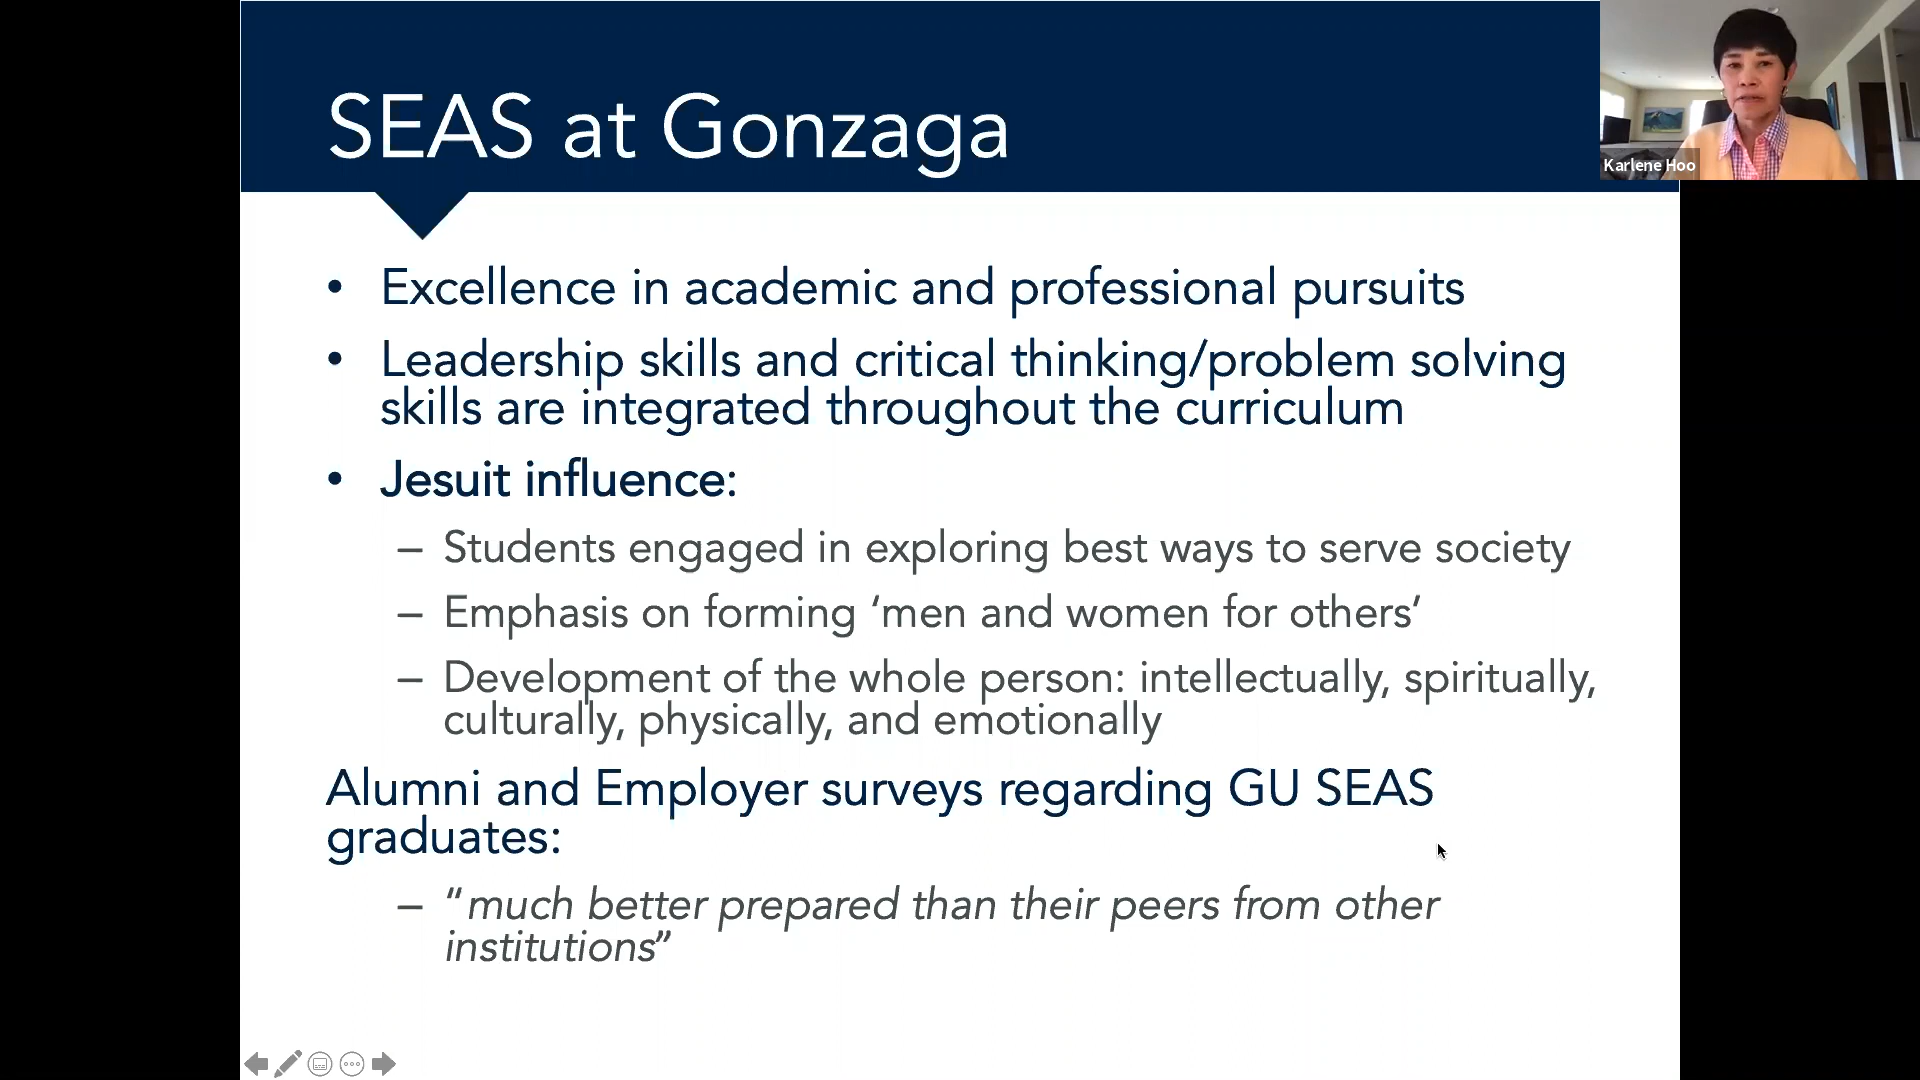 SEAS at Gonzaga
Karlene Hoo
• Excellence in academic and professional pursuits
• Leadership skills and critical thinking/problem solving
skills are integrated throughout the curriculum
• Jesuit influence:
– Students engaged in exploring best ways to serve society
– Emphasis on forming ‘men and women for others’
– Development of the whole person: intellectually, spiritually,
culturally, physically, and emotionally
Alumni and Employer surveys regarding GU SEAS
graduates:
– “much better prepared than their peers from other
institutions”